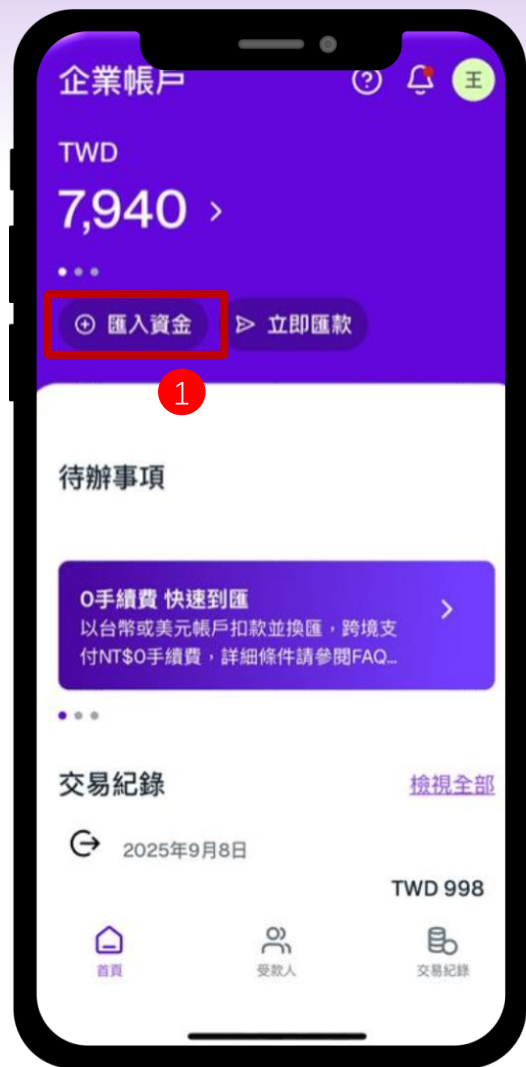 企業帳戶
王
TWD
7,940
匯入資金
立即匯款
1
待辦事項
0手續費 快速到匯
以台幣或美元帳戶扣款並換匯，跨境支
付NT$0手續費，詳細條件請參閱FAQ...
交易紀錄
檢視全部
2025年9月8日
TWD 998
首頁
受款人
交易紀錄